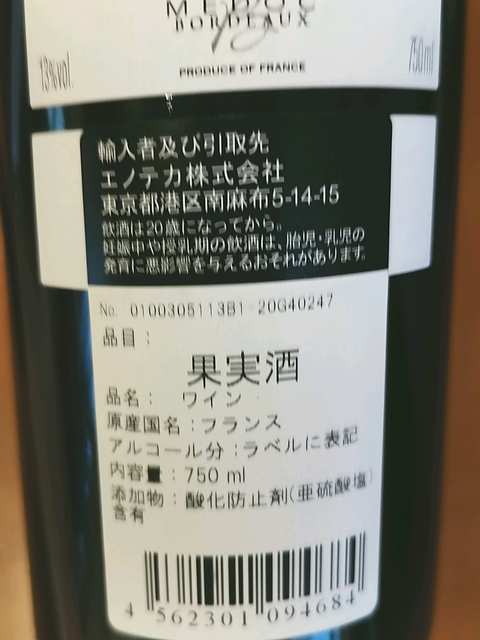 MEDOC
BORDEAUX
13%vol.
750ml
PRODUCE OF FRANCE
輸入者及び引取先
エノテカ株式会社
東京都港区南麻布5-14-15
飲酒は20歳になってから。
妊娠中や授乳期の飲酒は、胎児・乳児の
発育に悪影響を与えるおそれがあります。
No. 0100305113B1-20G40247
品目：
果実酒
品名： ワイン
原産国名：フランス
アルコール分：ラベルに表記
内容量：750 ml
添加物：酸化防止剤(亜硫酸塩)
含有
4 562301 094684